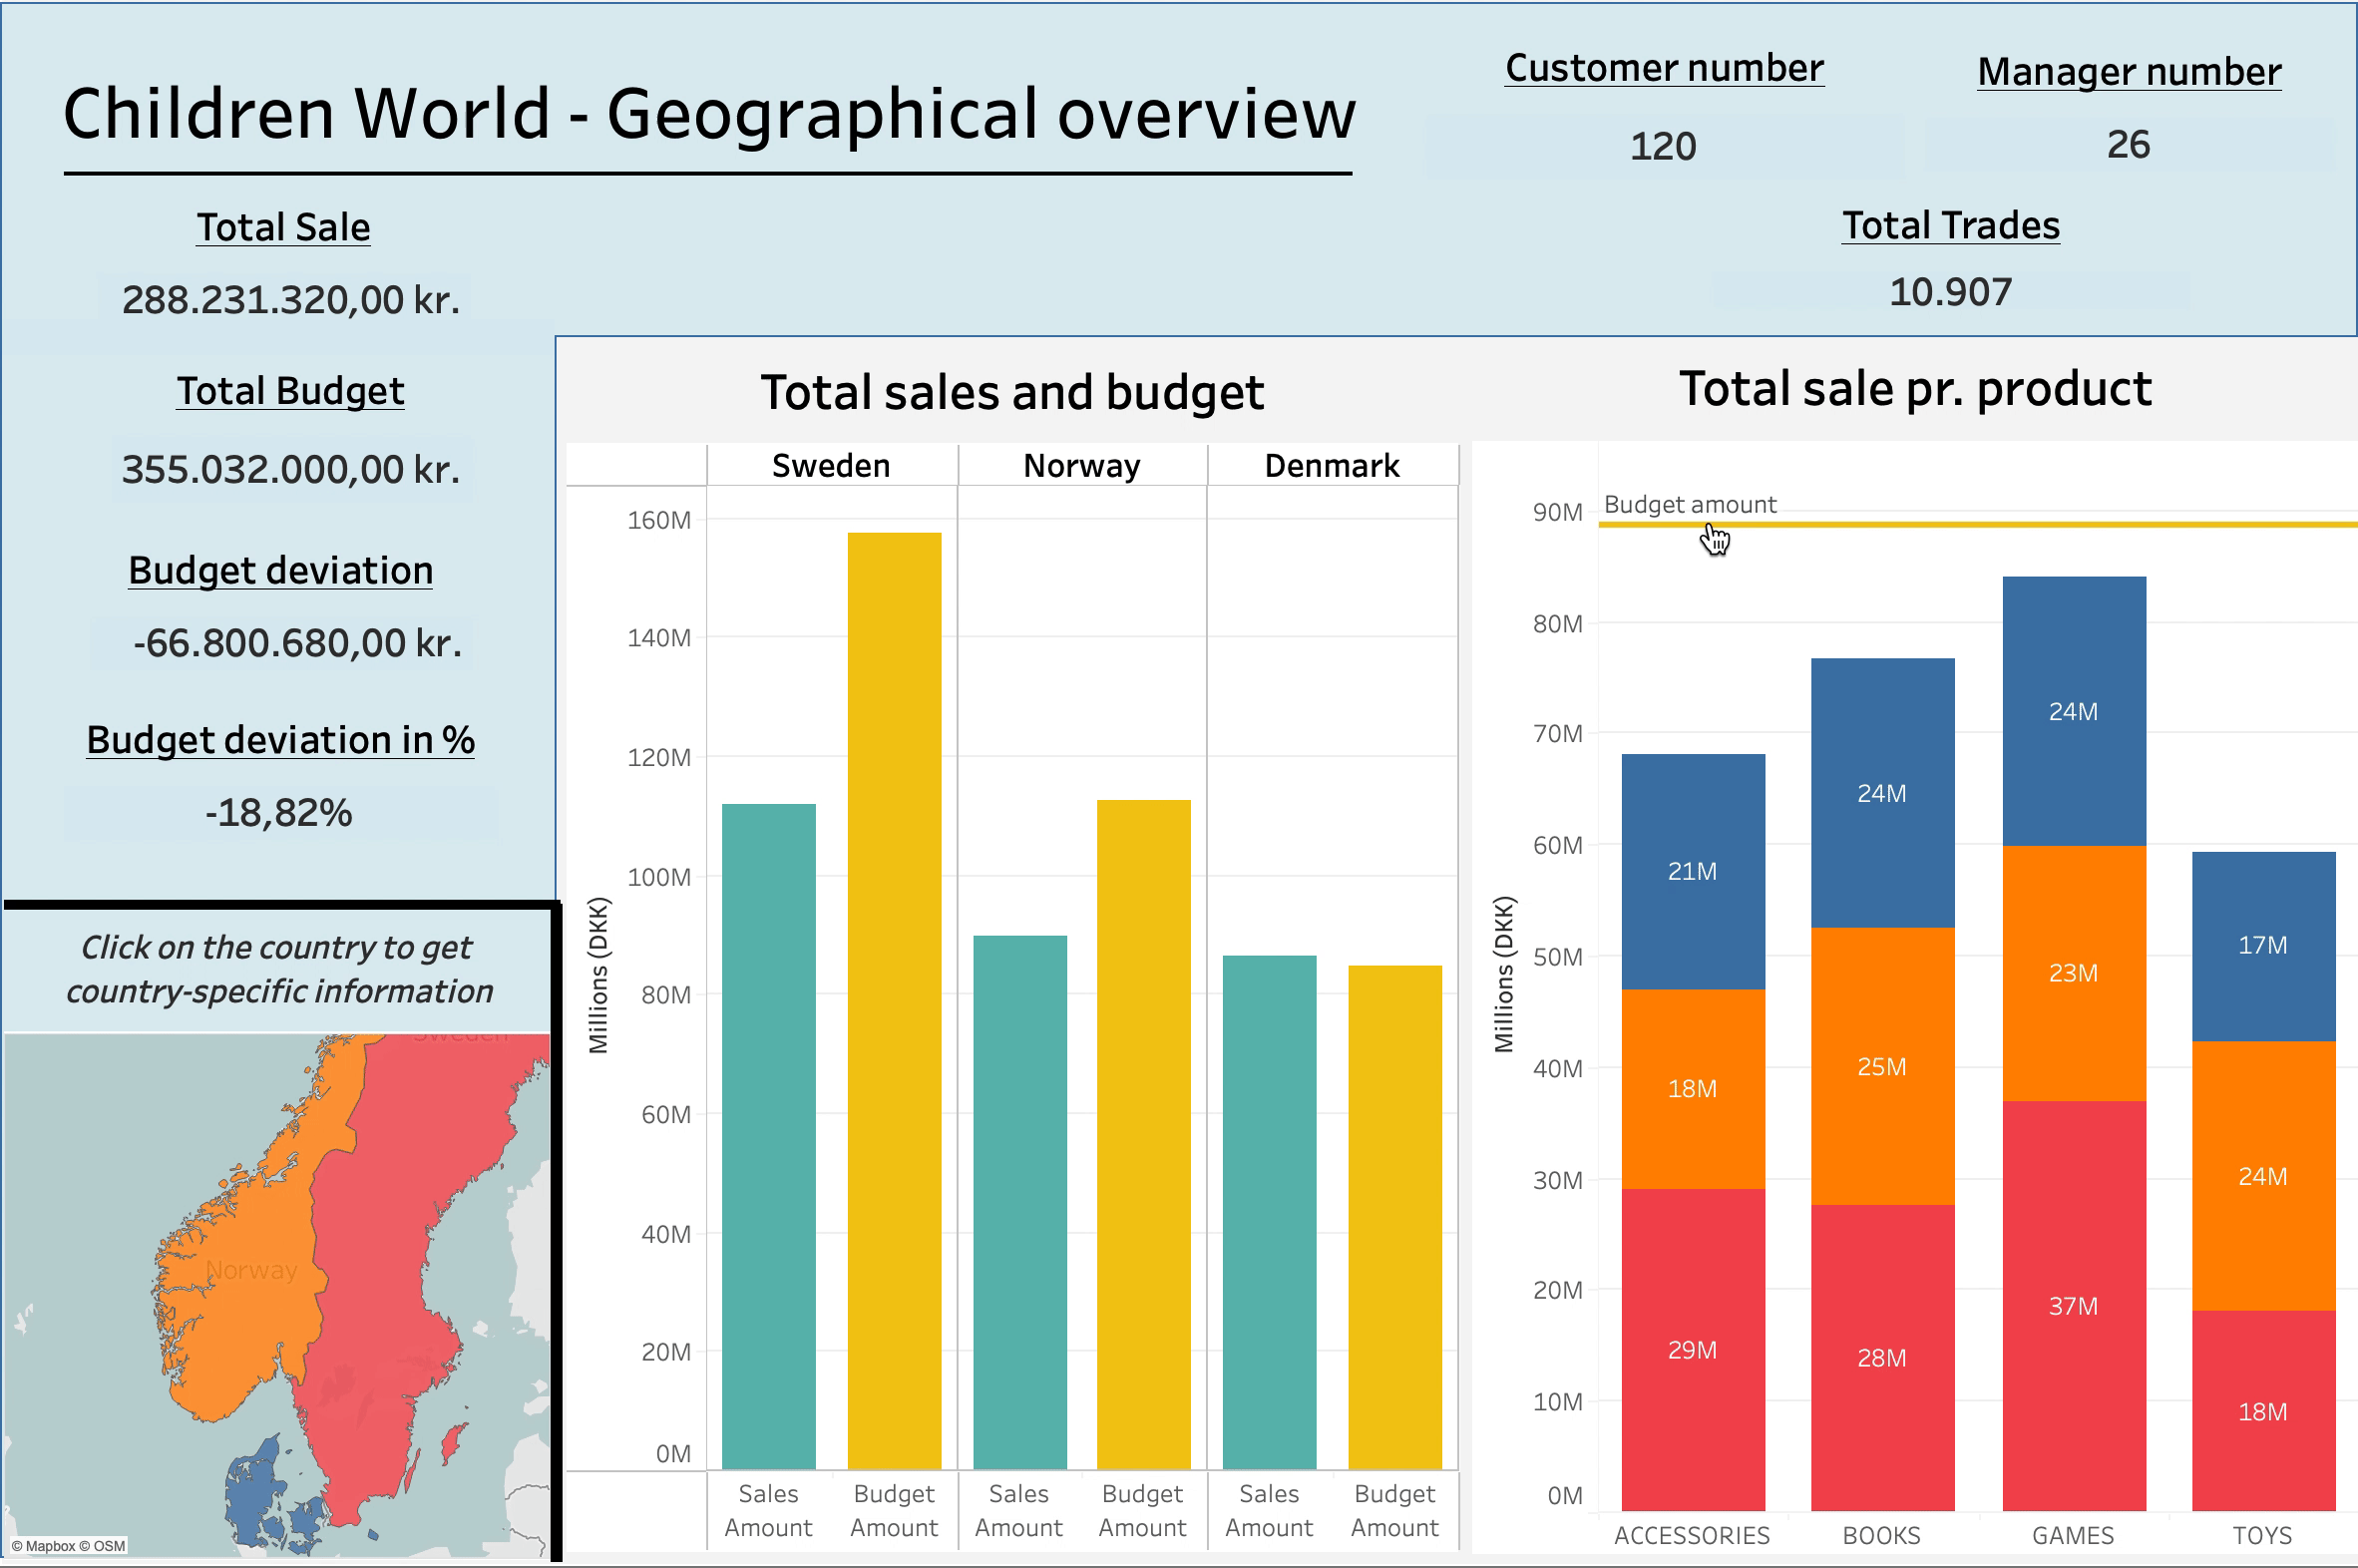 Children World - Geographical overview
Customer number
120
Manager number
26
Total Trades
10.907
Total Sale
288.231.320,00 kr.
Total Budget
355.032.000,00 kr.
Budget deviation
-66.800.680,00 kr.
Budget deviation in %
-18,82%
Click on the country to get
country-specific information
Sweden
Norway
© Mapbox © OSM
Total sales and budget
Sweden
Norway
Denmark
160M
140M
120M
100M
80M
60M
40M
20M
0M
Millions (DKK)
Sales
Amount
Budget
Amount
Sales
Amount
Budget
Amount
Sales
Amount
Budget
Amount
Total sale pr. product
Budget amount
90M
80M
70M
60M
50M
40M
30M
20M
10M
0M
Millions (DKK)
21M
18M
29M
24M
25M
28M
24M
23M
37M
17M
24M
18M
ACCESSORIES
BOOKS
GAMES
TOYS